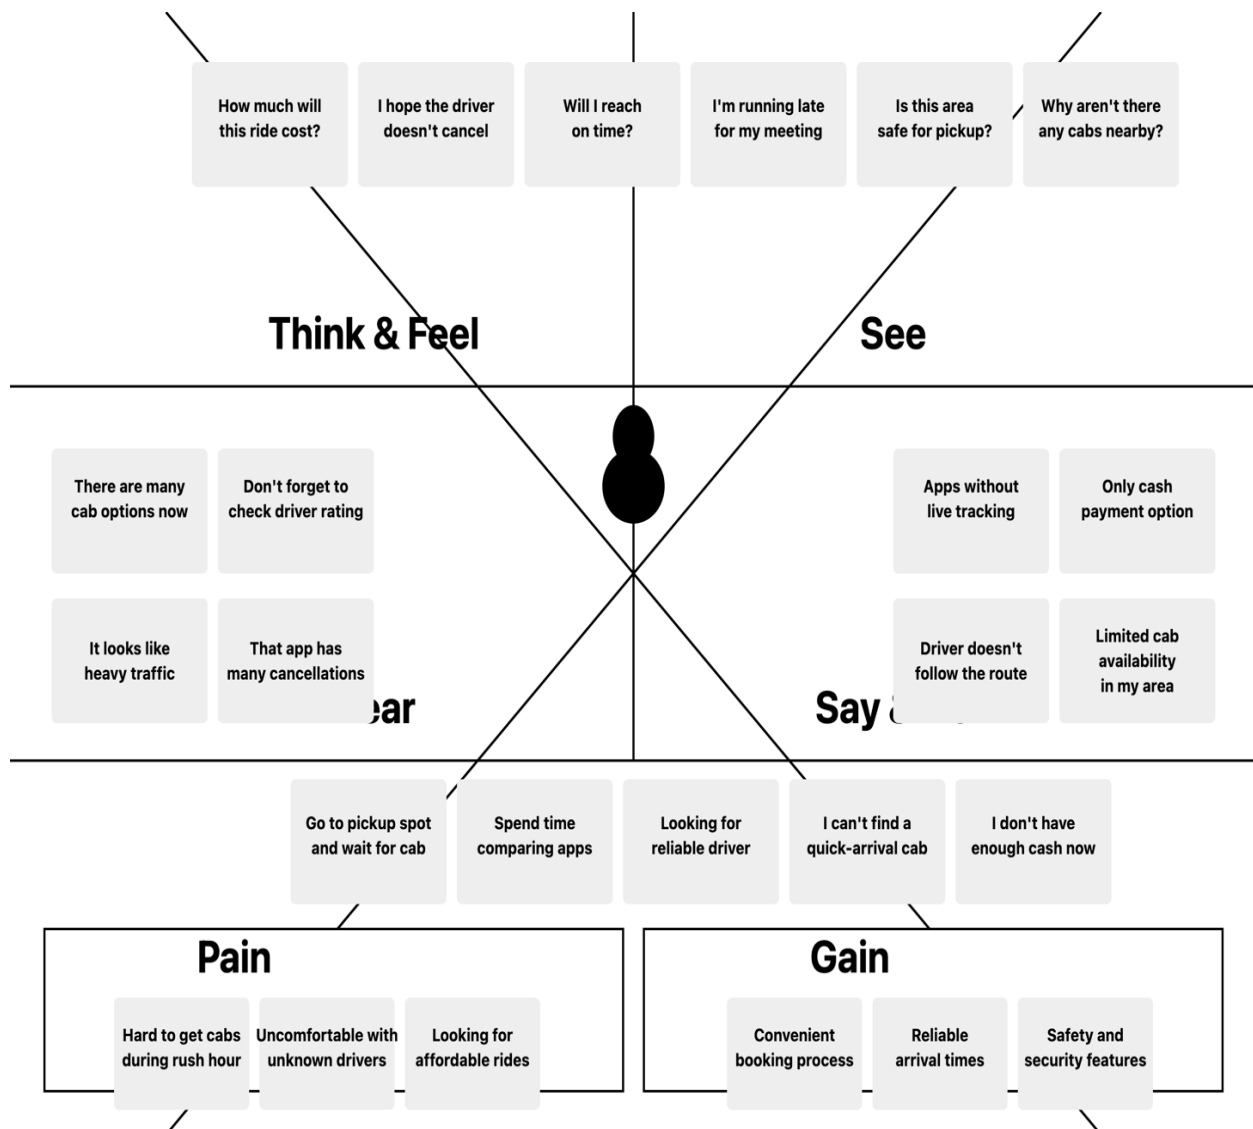 How much will
this ride cost?
I hope the driver
doesn't cancel
Will I reach
on time?
I'm running late
for my meeting
Is this area
safe for pickup?
Why aren't there
any cabs nearby?
Think & Feel
See
There are many
cab options now
Don't forget to
check driver rating
It looks like
heavy traffic
That app has
many cancellations
Apps without
live tracking
Only cash
payment option
Driver doesn't
follow the route
Limited cab
availability
in my area
ear
Say
Go to pickup spot
and wait for cab
Spend time
comparing apps
Looking for
reliable driver
I can't find a
quick-arrival cab
I don't have
enough cash now
Pain
Hard to get cabs
during rush hour
Uncomfortable with
unknown drivers
Looking for
affordable rides
Gain
Convenient
booking process
Reliable
arrival times
Safety and
security features